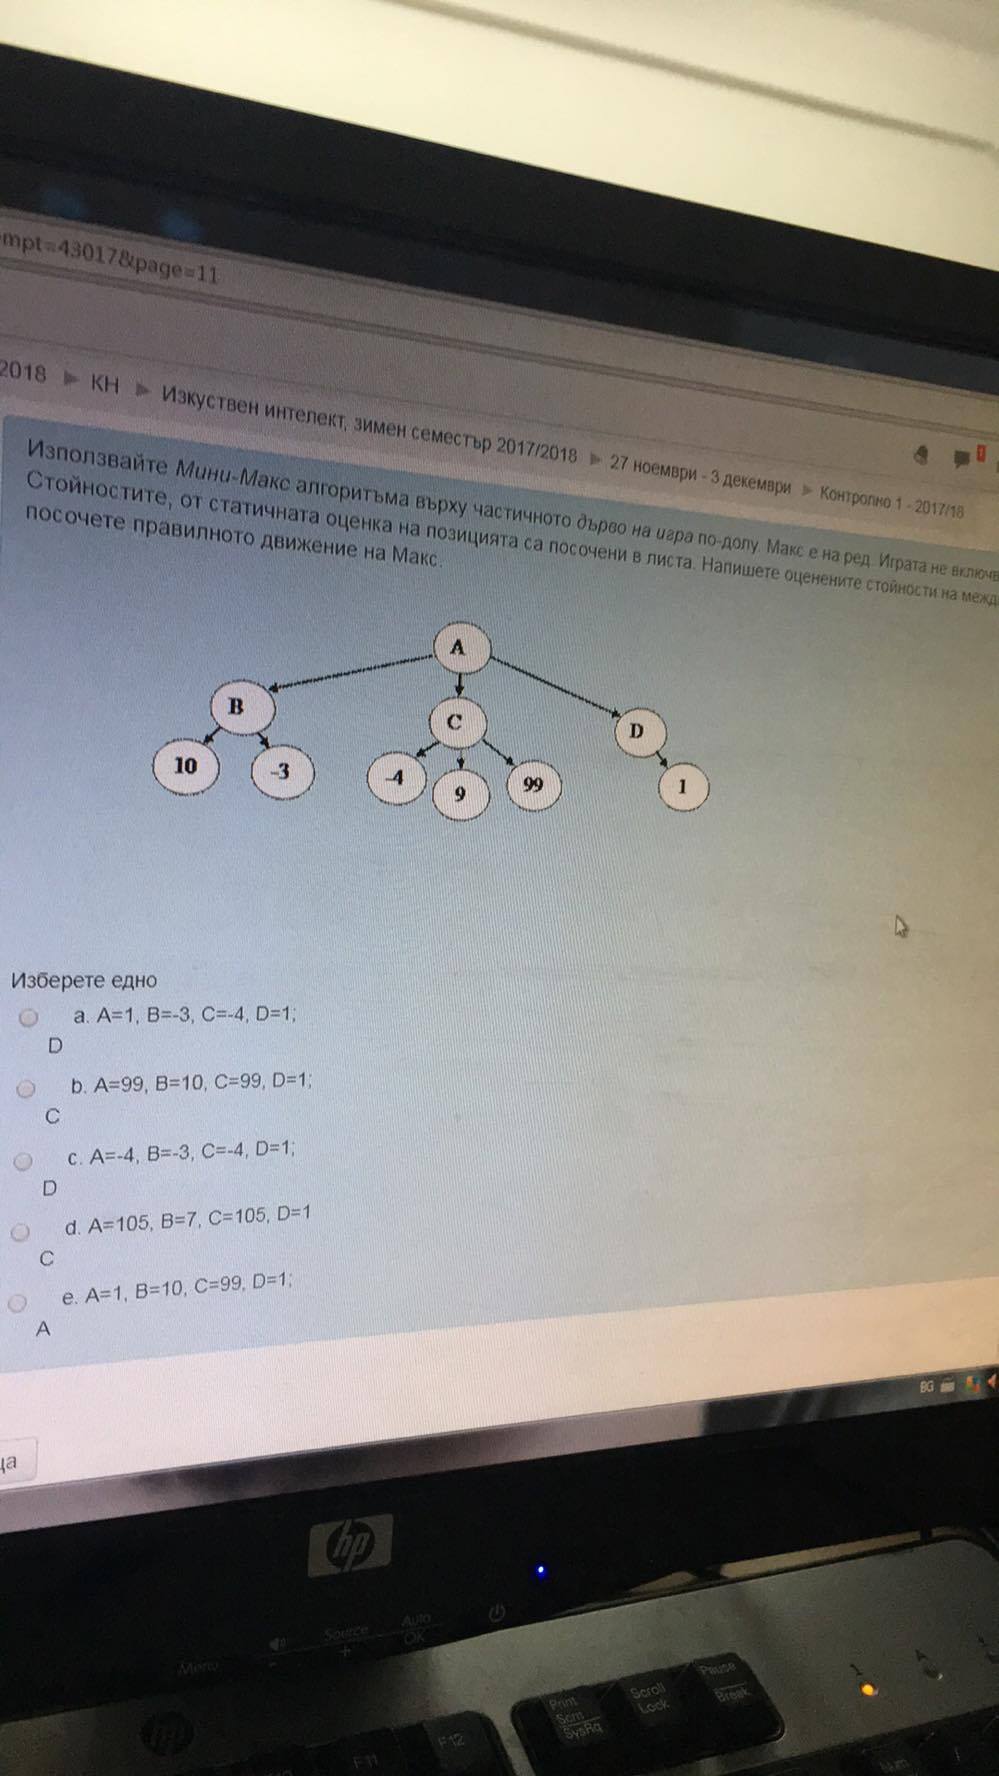 mpt=43017&page=11
2018 ▶ КН ▶ Изкуствен интелект, зимен семестър 2017/2018 ▶ 27 ноември - 3 декември ▶ Контролно 1 - 2017/18
Използвайте Мини-Макс алгоритъма върху частичното дърво на игра по-долу. Макс е на ред. Играта не включв
Стойностите, от статичната оценка на позицията са посочени в листа. Напишете оценените стойности на межд
посочете правилното движение на Макс.
A
B
C
D
10
-3
-4
9
99
1
Изберете едно
a. A=1, B=-3, C=-4, D=1;
D
b. A=99, B=10, C=99, D=1;
C
c. A=-4, B=-3, C=-4, D=1;
D
d. A=105, B=7, C=105, D=1
C
e. A=1, B=10, C=99, D=1;
A
BG
ца
hp
Menu
Source
Auto
OK
Print
Scrn
SysRq
Scroll
Lock
Pause
Break
F11
F12
Num